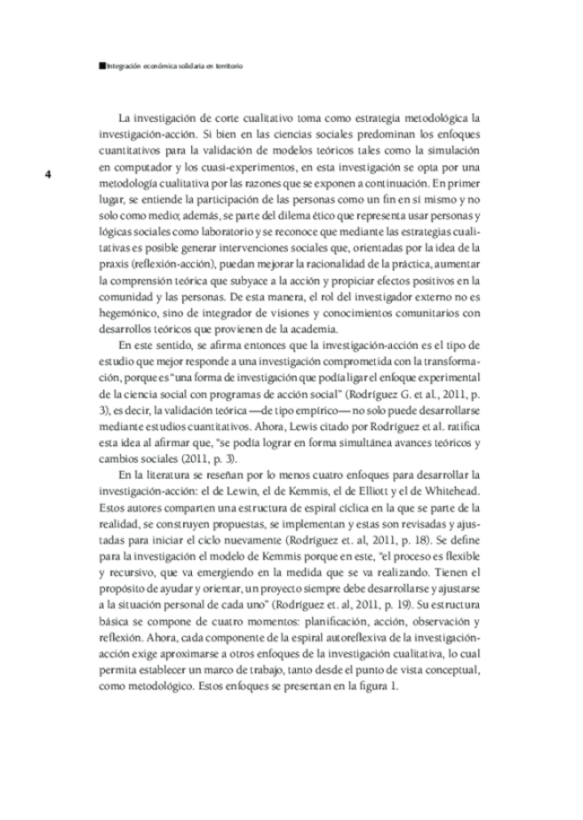 Integración económica solidaria en territorio
La investigación de corte cualitativo toma como estrategia metodológica la
investigación-acción. Si bien en las ciencias sociales predominan los enfoques
cuantitativos para la validación de modelos teóricos tales como la simulación
en computador y los cuasi-experimentos, en esta investigación se opta por una
4
metodología cualitativa por las razones que se exponen a continuación. En primer
lugar, se entiende la participación de las personas como un fin en sí mismo y no
solo como medio; además, se parte del dilema ético que representa usar personas y
lógicas sociales como laboratorio y se reconoce que mediante las estrategias cuali-
tativas es posible generar intervenciones sociales que, orientadas por la idea de la
praxis (reflexión-acción), puedan mejorar la racionalidad de la práctica, aumentar
la comprensión teórica que subyace a la acción y propiciar efectos positivos en la
comunidad y las personas. De esta manera, el rol del investigador externo no es
hegemónico, sino de integrador de visiones y conocimientos comunitarios con
desarrollos teóricos que provienen de la academia.
En este sentido, se afirma entonces que la investigación-acción es el tipo de
estudio que mejor responde a una investigación comprometida con la transforma-
ción, porque es "una forma de investigación que podía ligar el enfoque experimental
de la ciencia social con programas de acción social" (Rodríguez G. et al., 2011, p.
3), es decir, la validación teórica —de tipo empírico— no solo puede desarrollarse
mediante estudios cuantitativos. Ahora, Lewis citado por Rodríguez et al. ratifica
esta idea al afirmar que, "se podía lograr en forma simultánea avances teóricos y
cambios sociales (2011, p. 3).
En la literatura se reseñan por lo menos cuatro enfoques para desarrollar la
investigación-acción: el de Lewin, el de Kemmis, el de Elliott y el de Whitehead.
Estos autores comparten una estructura de espiral cíclica en la que se parte de la
realidad, se construyen propuestas, se implementan y estas son revisadas y ajus-
tadas para iniciar el ciclo nuevamente (Rodríguez et. al, 2011, p. 18). Se define
para la investigación el modelo de Kemmis porque en este, "el proceso es flexible
y recursivo, que va emergiendo en la medida que se va realizando. Tienen el
propósito de ayudar y orientar, un proyecto siempre debe desarrollarse y ajustarse
a la situación personal de cada uno" (Rodríguez et. al, 2011, p. 19). Su estructura
básica se compone de cuatro momentos: planificación, acción, observación y
reflexión. Ahora, cada componente de la espiral autoreflexiva de la investigación-
acción exige aproximarse a otros enfoques de la investigación cualitativa, lo cual
permita establecer un marco de trabajo, tanto desde el punto de vista conceptual,
como metodológico. Estos enfoques se presentan en la figura 1.